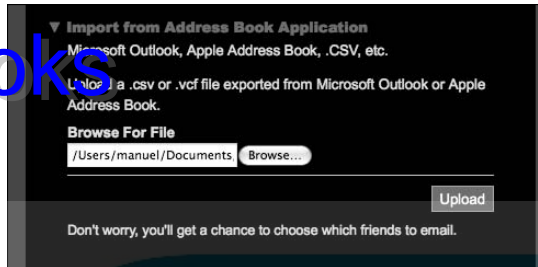 ▼ Import from Address Book Application
Microsoft Outlook, Apple Address Book, .CSV, etc.
oks
Upload a .csv or .vcf file exported from Microsoft Outlook or Apple
Address Book.
Browse For File
/Users/manuel/Documents, Browse...
Upload
Don't worry, you'll get a chance to choose which friends to email.